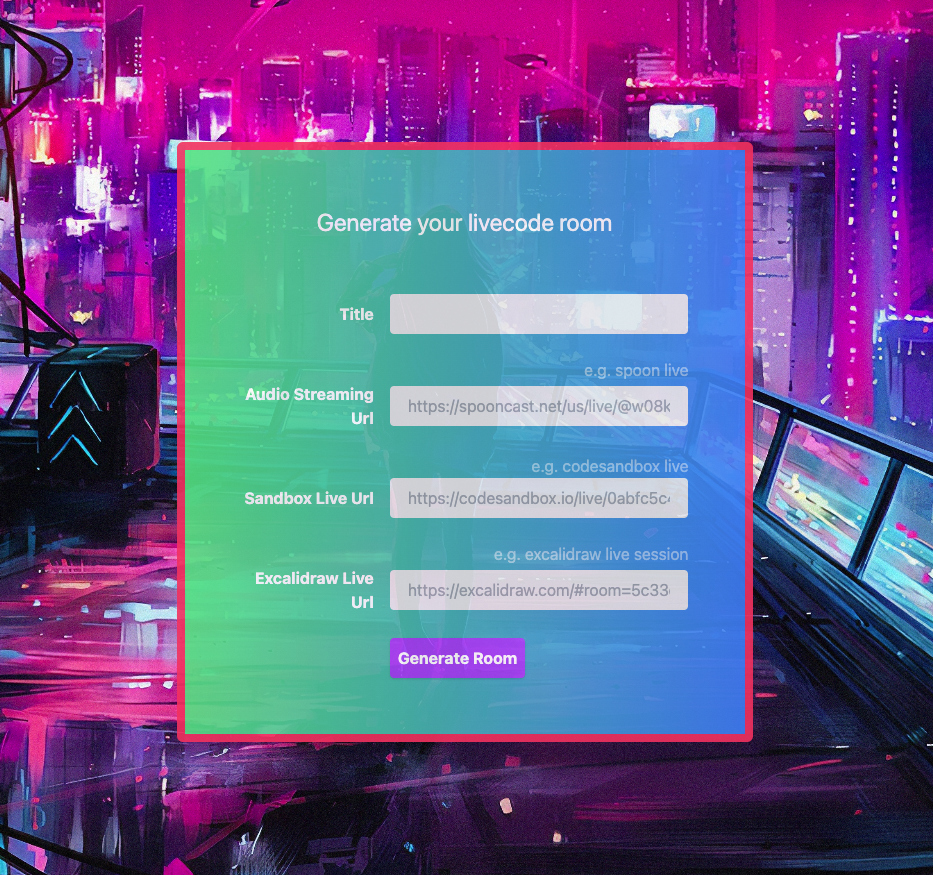 Generate your livecode room
Title
e.g. spoon live
Audio Streaming
Url
https://spooncast.net/us/live/@w08k
e.g. codesandbox live
Sandbox Live Url
https://codesandbox.io/live/0abfc5c
e.g. excalidraw live session
Excalidraw Live
Url
https://excalidraw.com/#room=5c33
Generate Room